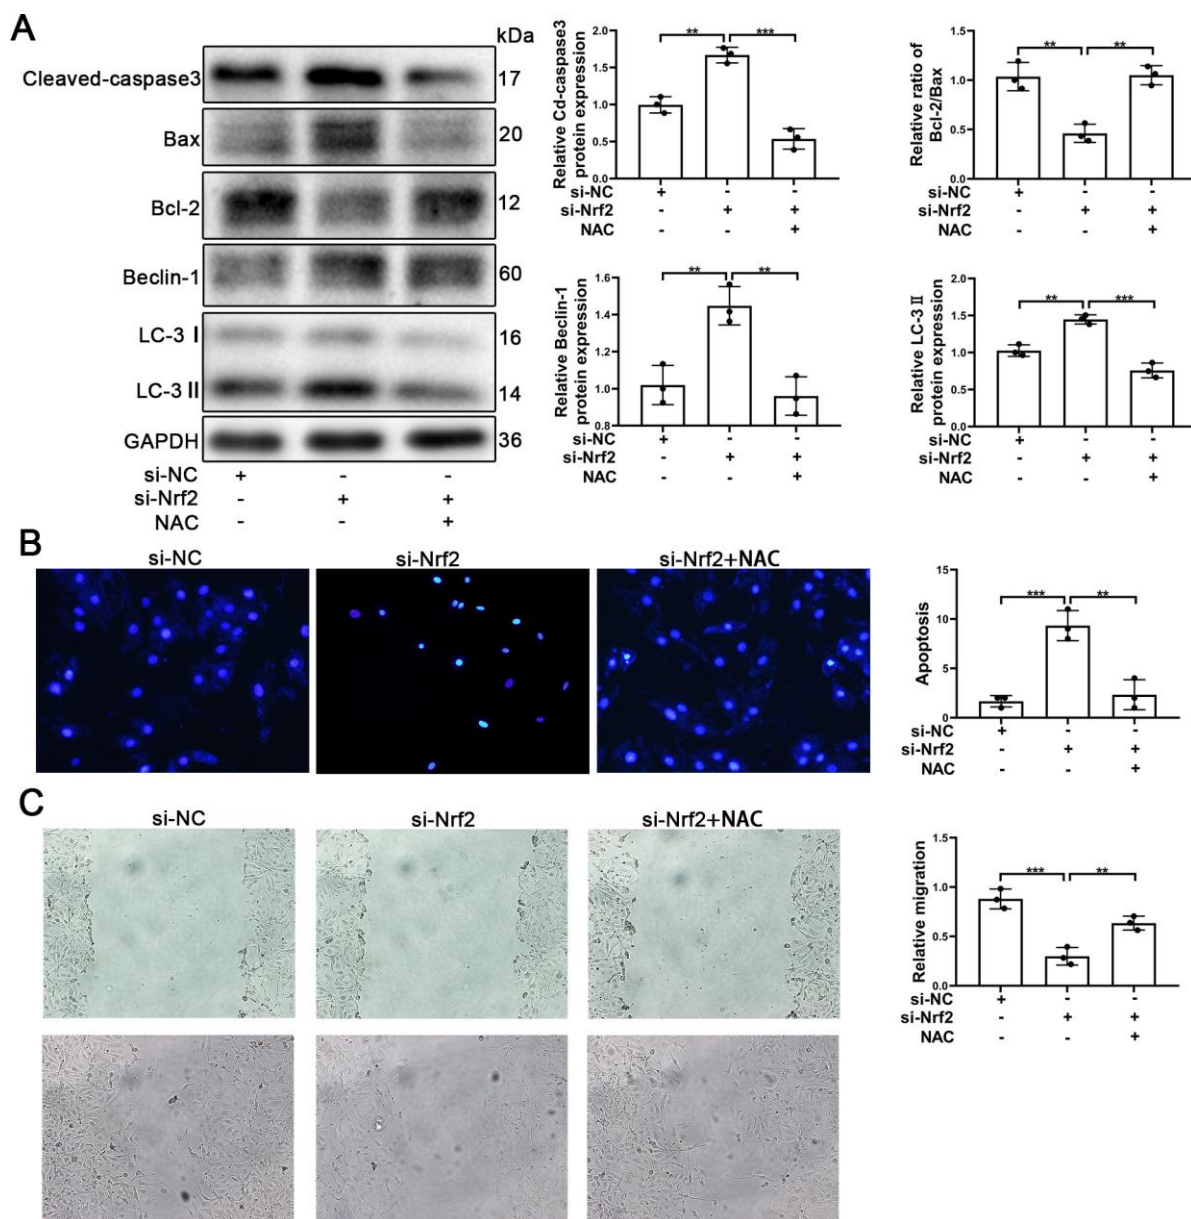 A
kDa
Cleaved-caspase3
17
Bax
20
Bcl-2
12
Beclin-1
60
LC-3 I
16
LC-3 II
14
GAPDH
36
si-NC + - -
si-Nrf2 - + +
NAC - - +
Relative Cd-caspase3
protein expression
2.0
1.5
1.0
0.5
0.0
** ***
si-NC + - -
si-Nrf2 - + +
NAC - - +
Relative ratio of
Bcl-2/Bax
1.5
1.0
0.5
0.0
** **
si-NC + - -
si-Nrf2 - + +
NAC - - +
Relative Beclin-1
protein expression
1.6
1.4
1.2
1.0
0.8
** **
si-NC + - -
si-Nrf2 - + +
NAC - - +
Relative LC-3 II
protein expression
2.0
1.5
1.0
0.5
0.0
** ***
si-NC + - -
si-Nrf2 - + +
NAC - - +
B
si-NC
si-Nrf2
si-Nrf2+NAC
Apoptosis
15
10
5
0
*** **
si-NC + - -
si-Nrf2 - + +
NAC - - +
C
si-NC
si-Nrf2
si-Nrf2+NAC
Relative migration
1.5
1.0
0.5
0.0
*** **
si-NC + - -
si-Nrf2 - + +
NAC - - +